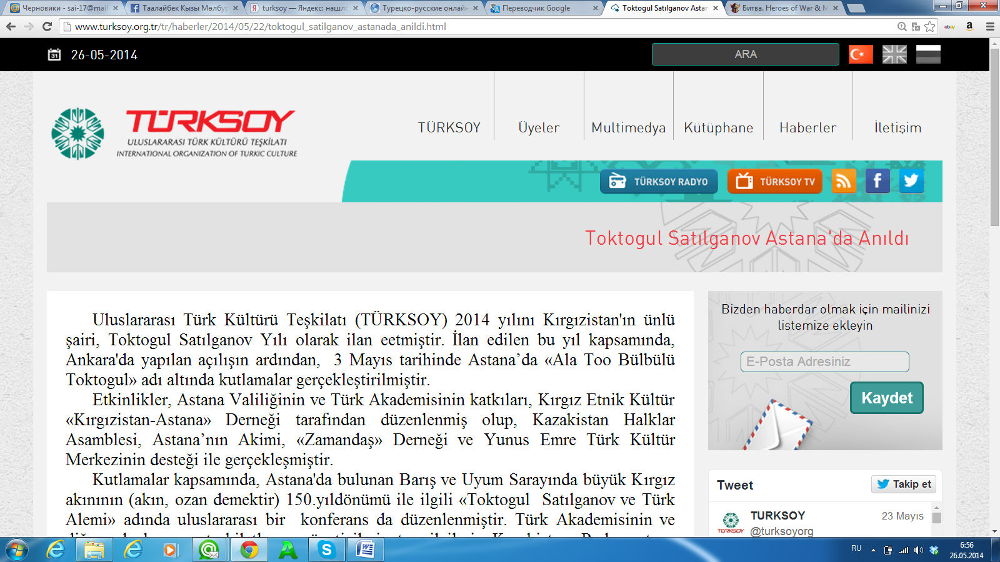 Черновики - sai-17@mail
Таалайбек Кызы Мөлбур
turksoy — Яндекс: нашло
Турецко-русские онлайн
Переводчик Google
Toktogul Satılganov Astan
Битва. Heroes of War & M
www.turksoy.org.tr/tr/haberler/2014/05/22/toktogul_satilganov_astanada_anildi.html
ebay
a
31
26-05-2014
ARA
TÜRKSOY
ULUSLARARASI TÜRK KÜLTÜRÜ TEŞKİLATI
INTERNATIONAL ORGANIZATION OF TURKIC CULTURE
TÜRKSOY
Üyeler
Multimedya
Kütüphane
Haberler
İletişim
TÜRKSOY RADYO
TÜRKSOY TV
Toktogul Satılganov Astana'da Anıldı
Uluslararası Türk Kültürü Teşkilatı (TÜRKSOY) 2014 yılını Kırgızistan'ın ünlü
şairi, Toktogul Satılganov Yılı olarak ilan eetmiştir. İlan edilen bu yıl kapsamında,
Ankara'da yapılan açılışın ardından, 3 Mayıs tarihinde Astana’da «Ala Too Bülbülü
Toktogul» adı altında kutlamalar gerçekleştirilmiştir.
Etkinlikler, Astana Valiliğinin ve Türk Akademisinin katkıları, Kırgız Etnik Kültür
«Kırgızistan-Astana» Derneği tarafından düzenlenmiş olup, Kazakistan Halklar
Asamblesi, Astana’nın Akimi, «Zamandaş» Derneği ve Yunus Emre Türk Kültür
Merkezinin desteği ile gerçekleşmiştir.
Kutlamalar kapsamında, Astana'da bulunan Barış ve Uyum Sarayında büyük Kırgız
akınının (akın, ozan demektir) 150.yıldönümü ile ilgili «Toktogul Satılganov ve Türk
Alemi» adında uluslararası bir konferans da düzenlenmiştir. Türk Akademisinin ve
Bizden haberdar olmak için mailinizi
listemize ekleyin
E-Posta Adresiniz
Kaydet
Tweet
Takip et
TURKSOY
23 Mayıs
@turksoyorg
TÜRKSOY
RU
6:56
26.05.2014